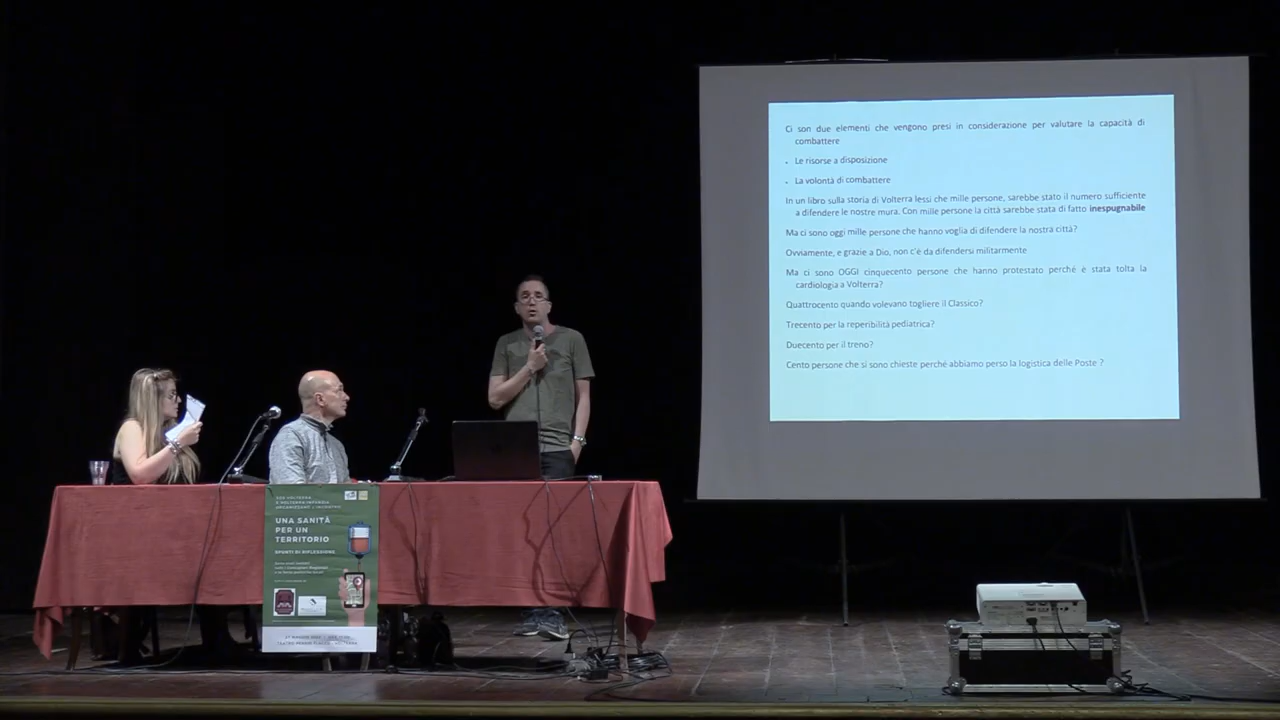 Ci son due elementi che vengono presi in considerazione per valutare la capacità di
combattere
Le risorse a disposizione
La volontà di combattere
In un libro sulla storia di Volterra lessi che mille persone, sarebbe stato il numero sufficiente
a difendere le nostre mura. Con mille persone la città sarebbe stata di fatto inespugnabile
Ma ci sono oggi mille persone che hanno voglia di difendere la nostra città?
Ovviamente, e grazie a Dio, non c'è da difendersi militarmente
Ma ci sono OGGI cinquecento persone che hanno protestato perché è stata tolta la
cardiologia a Volterra?
Quattrocento quando volevano togliere il Classico?
Trecento per la reperibilità pediatrica?
Duecento per il treno?
Cento persone che si sono chieste perché abbiamo perso la logistica delle Poste ?
SOS VOLTERRA
UNA SANITÀ
PER UN
TERRITORIO
SPUNTI DI RIFLESSIONE